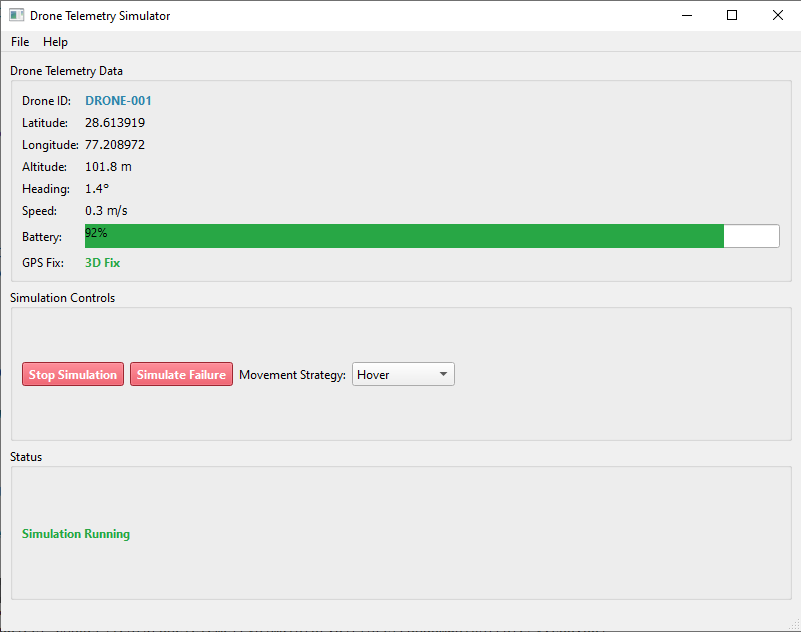 Drone Telemetry Simulator
File Help
Drone Telemetry Data
Drone ID: DRONE-001
Latitude: 28.613919
Longitude: 77.208972
Altitude: 101.8 m
Heading: 1.4°
Speed: 0.3 m/s
Battery: 92%
GPS Fix: 3D Fix
Simulation Controls
Stop Simulation Simulate Failure Movement Strategy: Hover
Status
Simulation Running